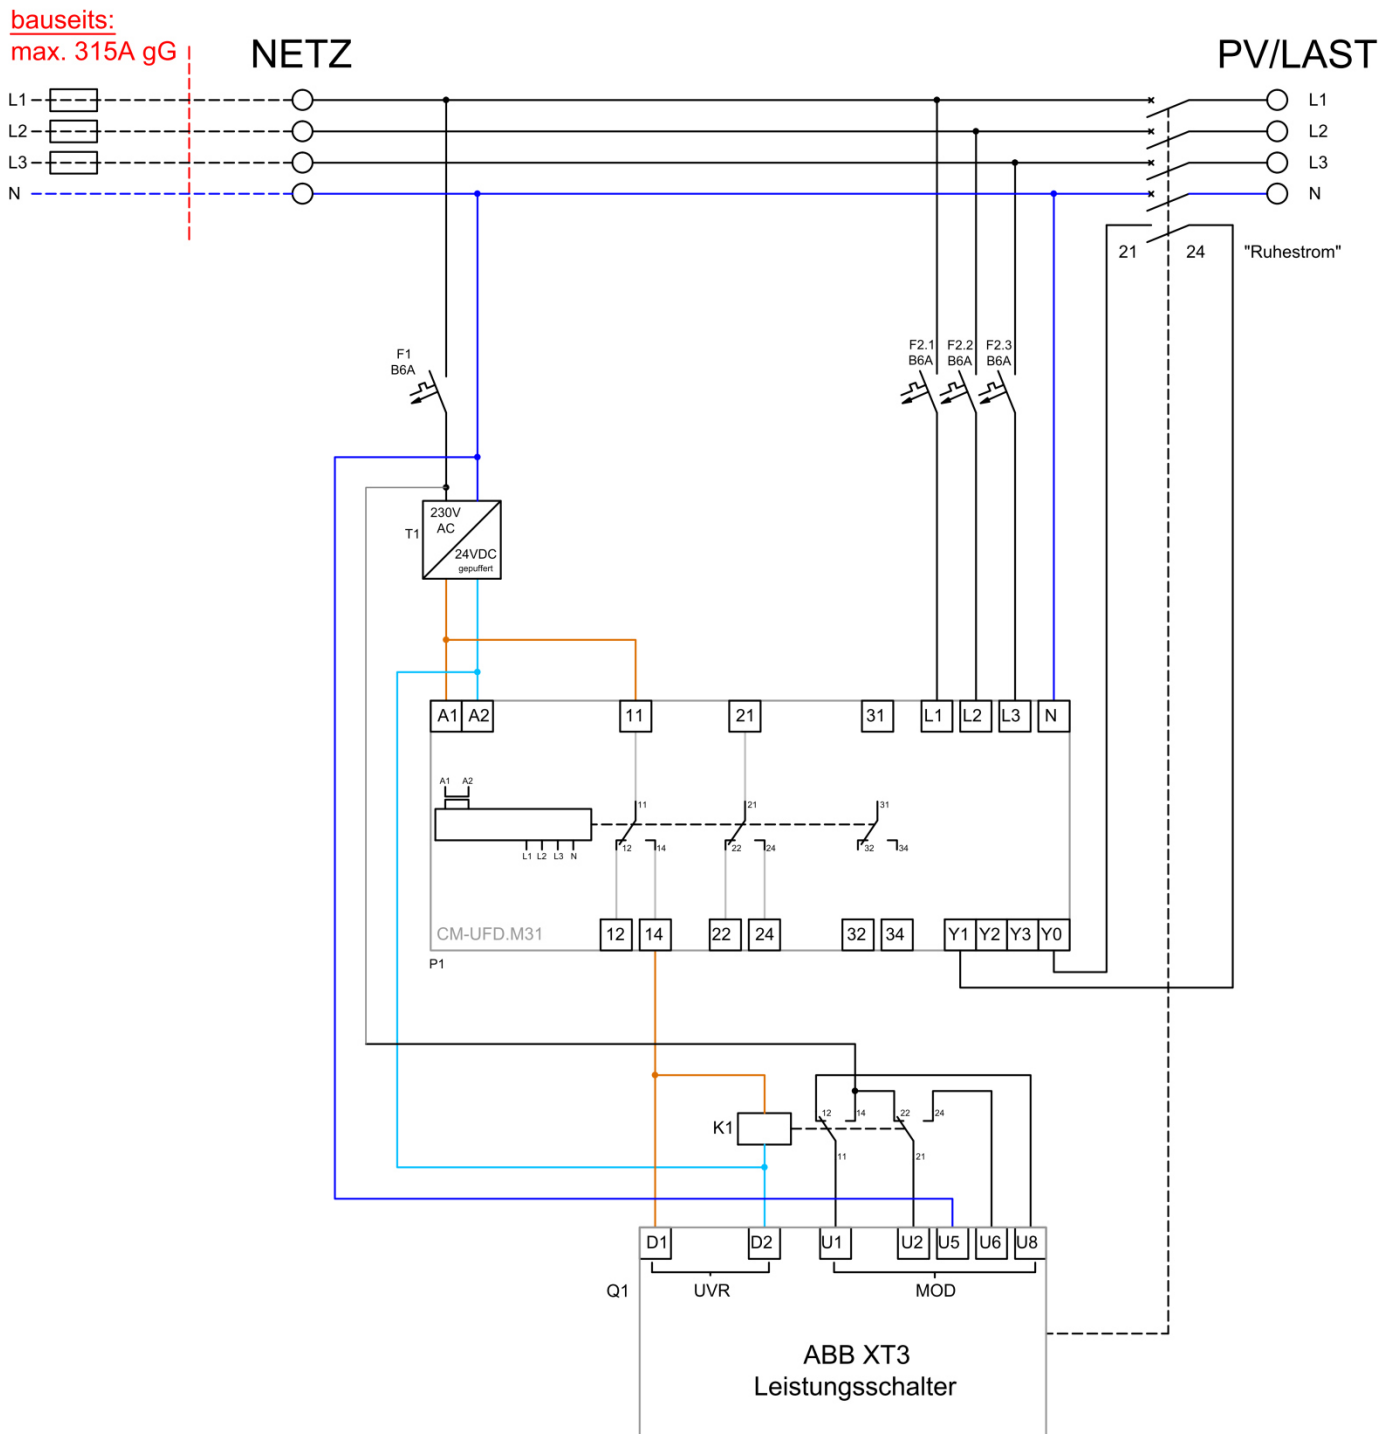 bauseits:
max. 315A gG
NETZ
PV/LAST
L1
L1
L2
L2
L3
L3
N
N
21
24
"Ruhestrom"
F1
B6A
F2.1
B6A
F2.2
B6A
F2.3
B6A
T1
230V
AC
24VDC
gepuffert
A1
A2
11
21
31
L1
L2
L3
N
A1
A2
11
21
31
12
14
22
24
32
34
L1
L2
L3
N
CM-UFD.M31
12
14
22
24
32
34
Y1
Y2
Y3
Y0
P1
K1
12
14
22
24
11
21
D1
D2
U1
U2
U5
U6
U8
Q1
UVR
MOD
ABB XT3
Leistungsschalter